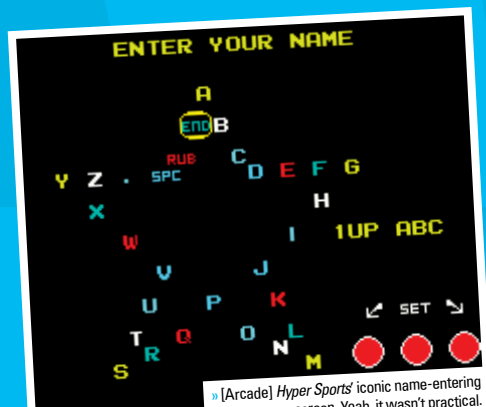 ENTER YOUR NAME
A
END B
RUB C
Y Z . SPC D E F G
X H
W I 1UP ABC
V J
U P K
↙ SET ↘
T R Q O N L
S M
» [Arcade] Hyper Sports' iconic name-entering
screen. Yeah, it wasn't practical.